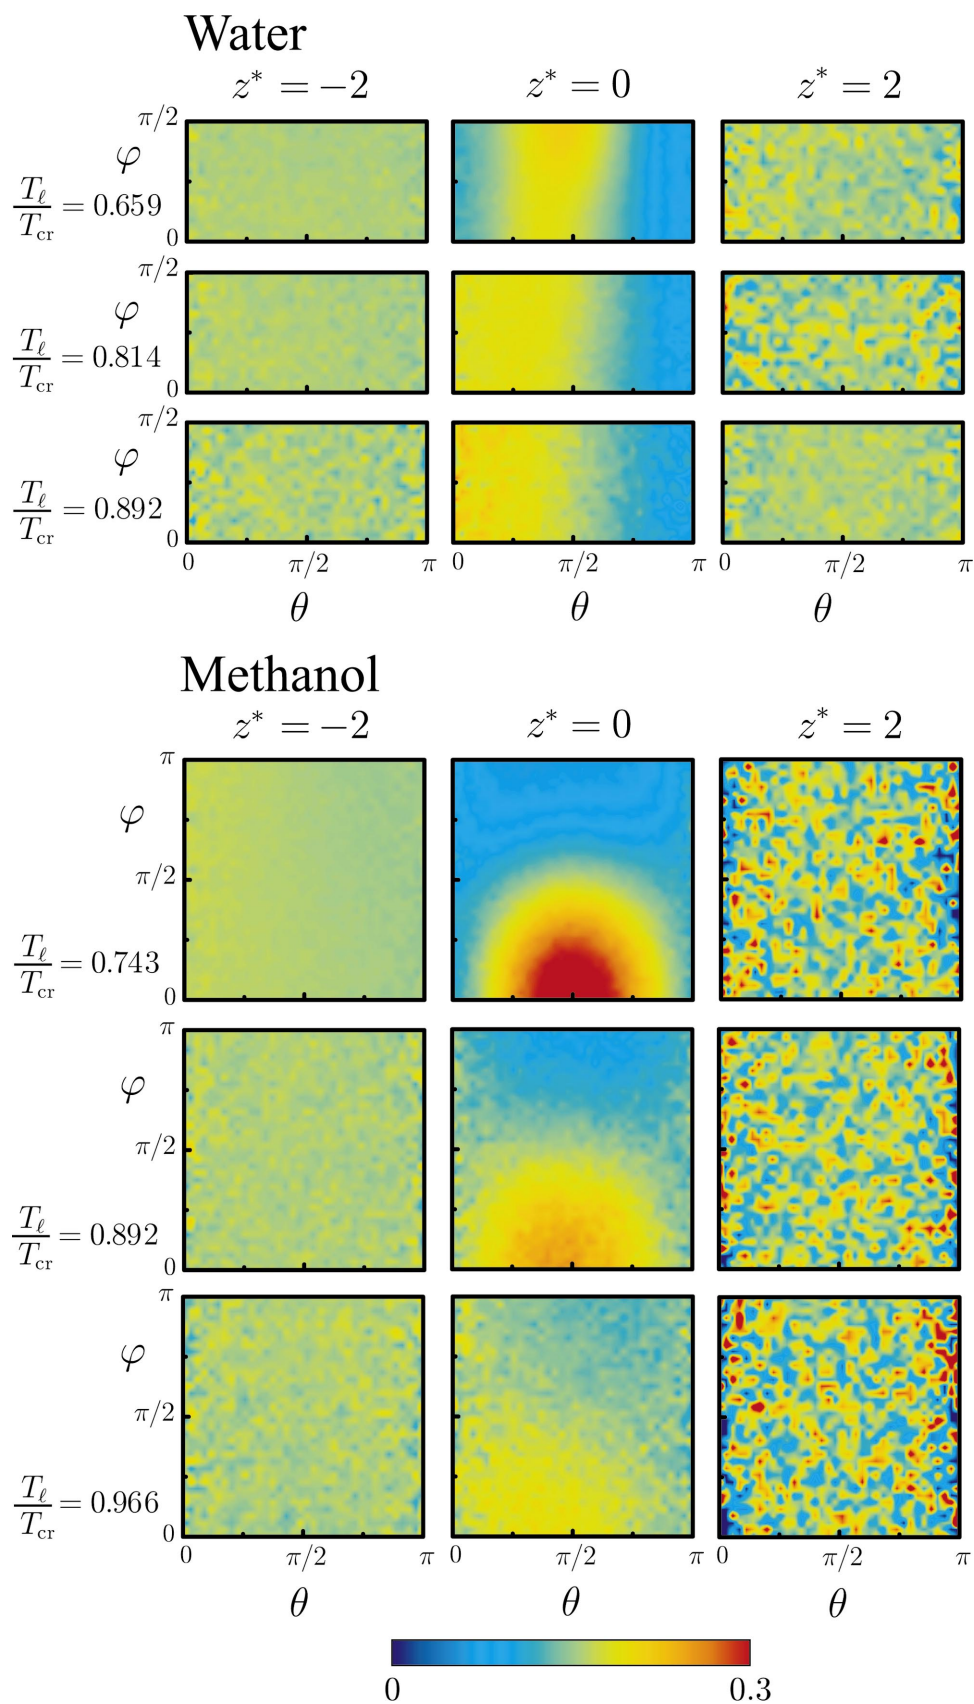 Water
z* = −2 z* = 0 z* = 2
π/2
φ
Tℓ/Tcr = 0.659
0
π/2
φ
Tℓ/Tcr = 0.814
0
π/2
φ
Tℓ/Tcr = 0.892
0
0 π/2 π 0 π/2 π 0 π/2 π
θ θ θ
Methanol
z* = −2 z* = 0 z* = 2
π
φ
π/2
Tℓ/Tcr = 0.743
0
π
φ
π/2
Tℓ/Tcr = 0.892
0
π
φ
π/2
Tℓ/Tcr = 0.966
0
0 π/2 π 0 π/2 π 0 π/2 π
θ θ θ
0 0.3